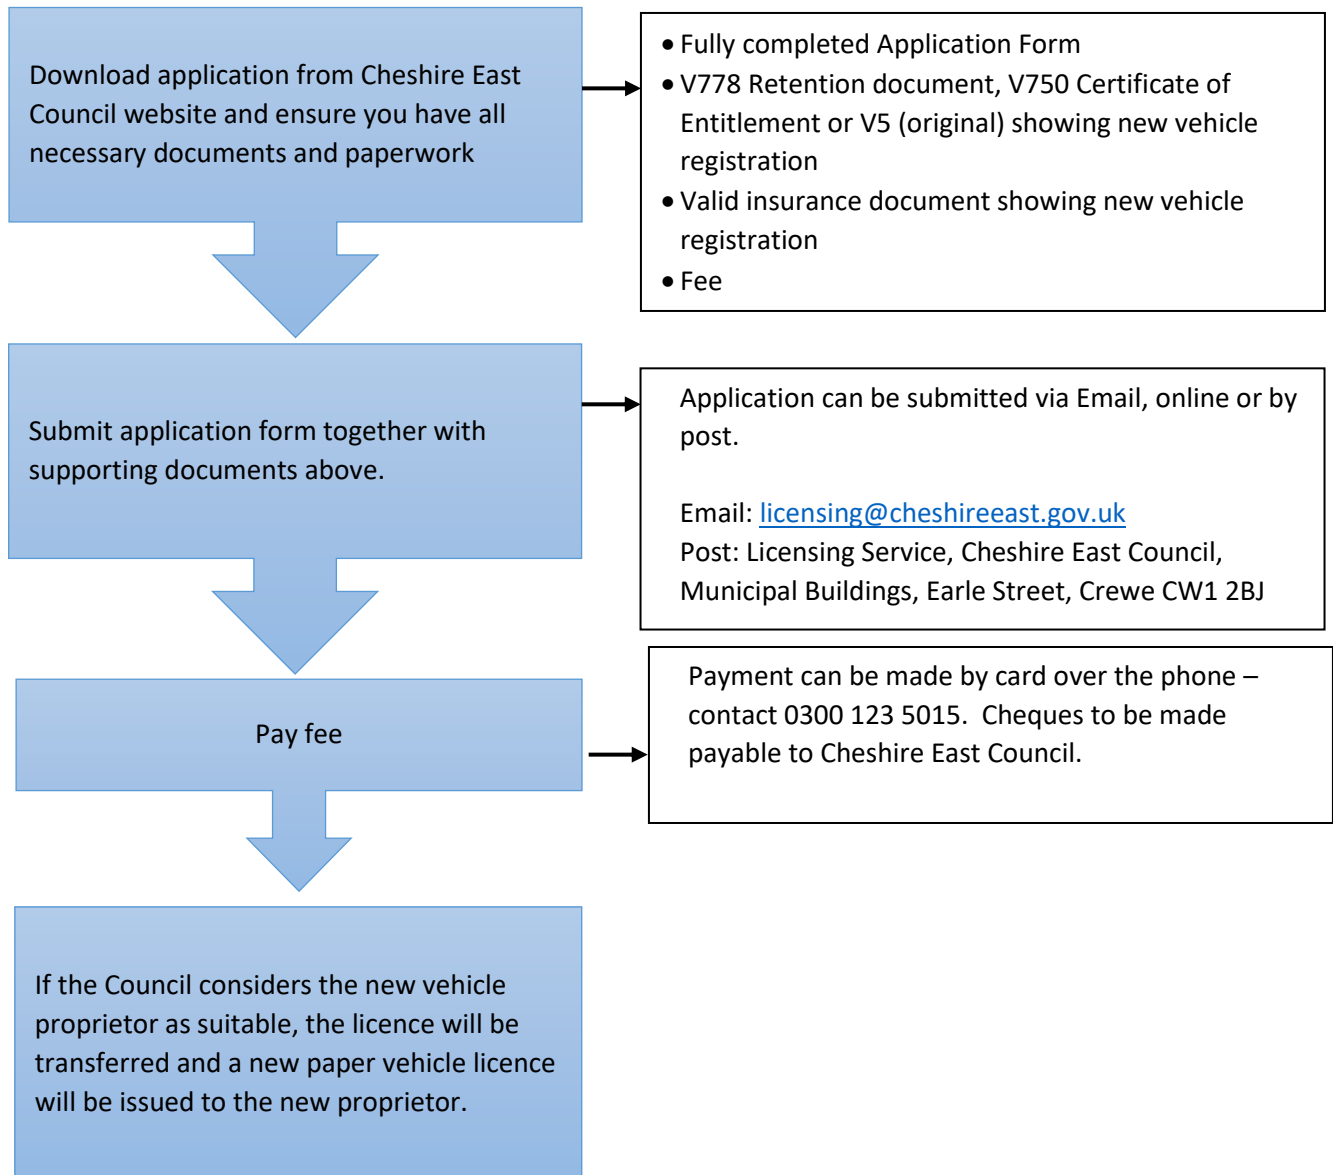 Download application from Cheshire East
Council website and ensure you have all
necessary documents and paperwork
• Fully completed Application Form
• V778 Retention document, V750 Certificate of
Entitlement or V5 (original) showing new vehicle
registration
• Valid insurance document showing new vehicle
registration
• Fee
Submit application form together with
supporting documents above.
Application can be submitted via Email, online or by
post.
Email: licensing@cheshireeast.gov.uk
Post: Licensing Service, Cheshire East Council,
Municipal Buildings, Earle Street, Crewe CW1 2BJ
Pay fee
Payment can be made by card over the phone –
contact 0300 123 5015.  Cheques to be made
payable to Cheshire East Council.
If the Council considers the new vehicle
proprietor as suitable, the licence will be
transferred and a new paper vehicle licence
will be issued to the new proprietor.